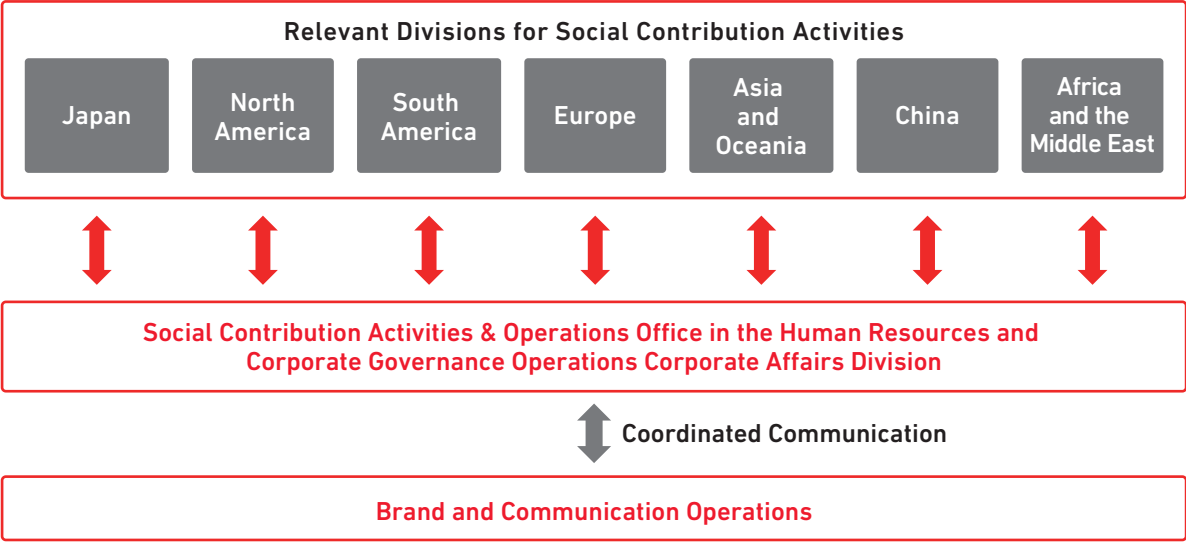 Relevant Divisions for Social Contribution Activities
Japan
North
America
South
America
Europe
Asia
and
Oceania
China
Africa
and the
Middle East
Social Contribution Activities & Operations Office in the Human Resources and
Corporate Governance Operations Corporate Affairs Division
Coordinated Communication
Brand and Communication Operations